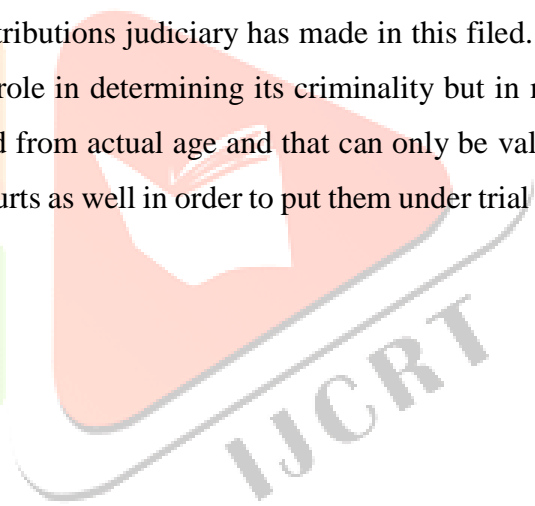 tributions judiciary has made in this filed.
role in determining its criminality but in r
d from actual age and that can only be val
urts as well in order to put them under trial
IJCRT